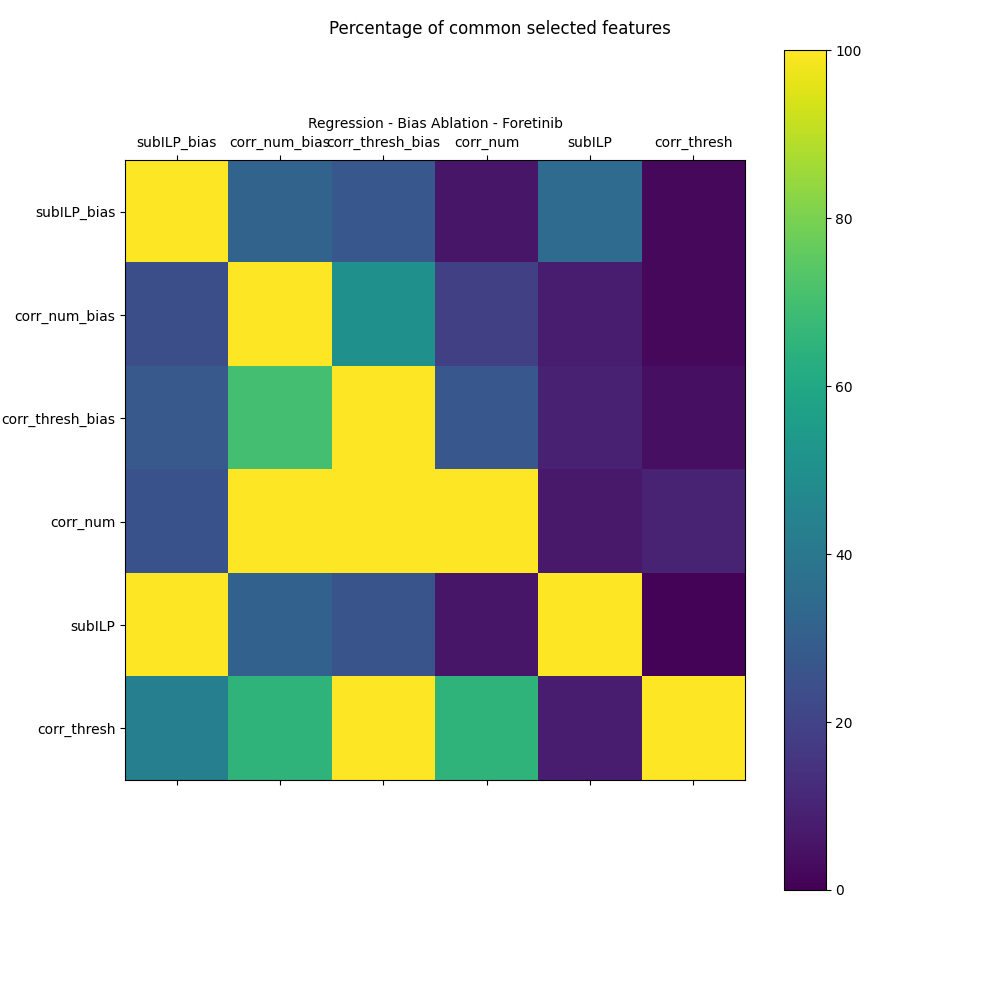 Percentage of common selected features
Regression - Bias Ablation - Foretinib
subILP_bias corr_num_bias corr_thresh_bias corr_num subILP corr_thresh
subILP_bias
corr_num_bias
corr_thresh_bias
corr_num
subILP
corr_thresh
100
80
60
40
20
0